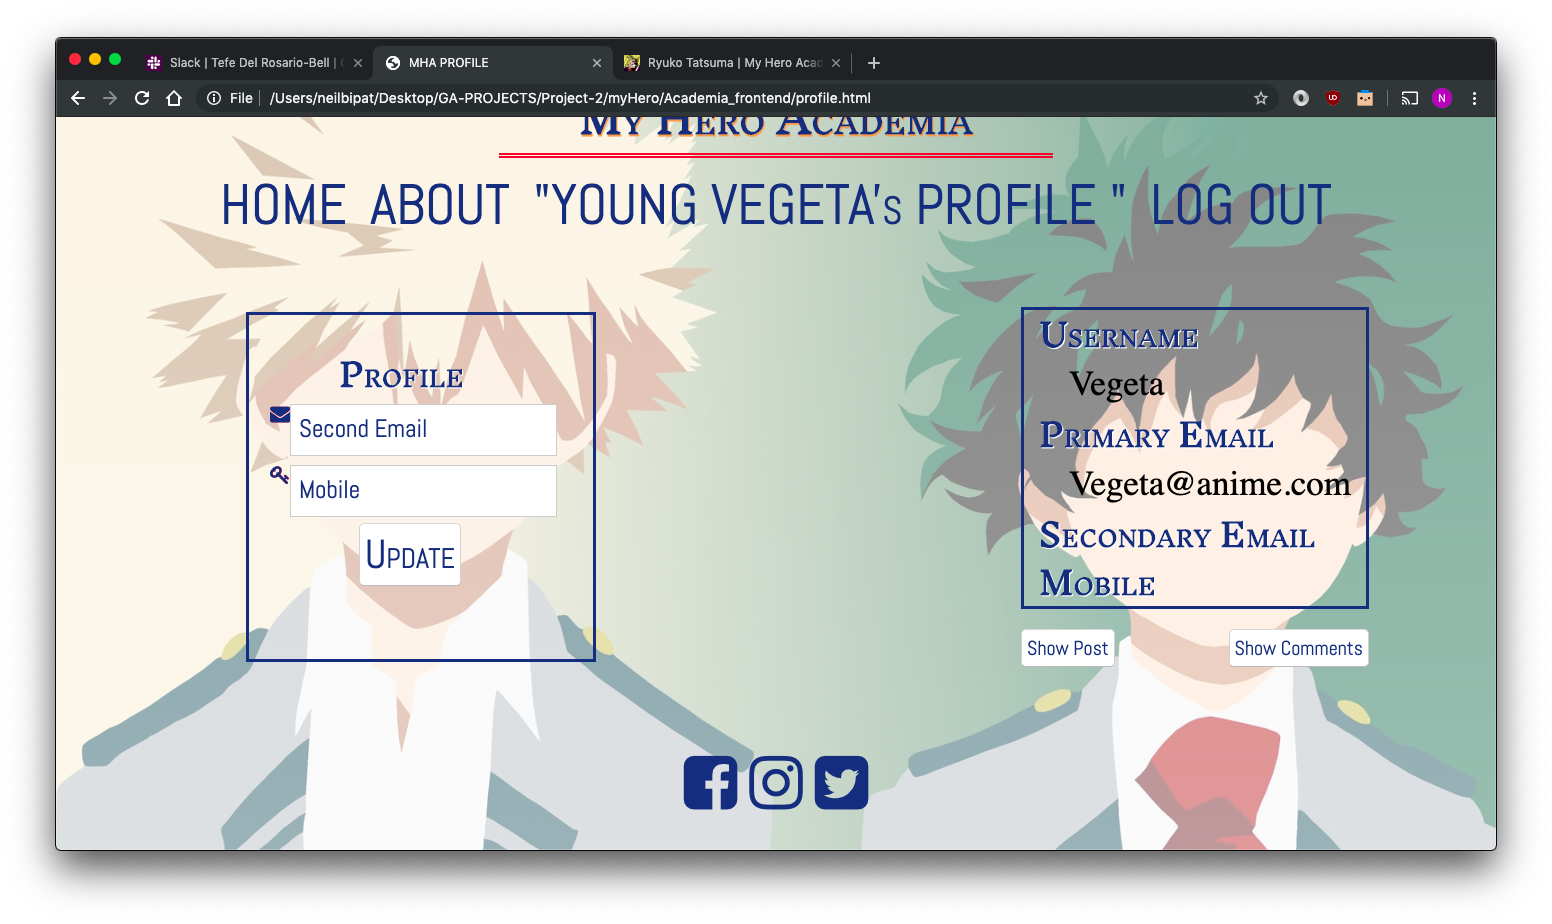 Slack | Tefe Del Rosario-Bell |
MHA PROFILE
Ryuko Tatsuma | My Hero Acad
File
/Users/neilbipat/Desktop/GA-PROJECTS/Project-2/myHero/Academia_frontend/profile.html
N
My Hero Academia
HOME ABOUT "YOUNG VEGETA's PROFILE " LOG OUT
Profile
Second Email
Mobile
Update
Username
Vegeta
Primary Email
Vegeta@anime.com
Secondary Email
Mobile
Show Post
Show Comments